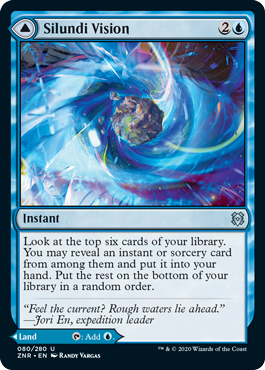 Silundi Vision 2
Instant
Look at the top six cards of your library.
You may reveal an instant or sorcery card
from among them and put it into your
hand. Put the rest on the bottom of your
library in a random order.
“Feel the current? Rough waters lie ahead.”
—Jori En, expedition leader
Land : Add
080/280 U
ZNR • EN RANDY VARGAS
™ & © 2020 Wizards of the Coast